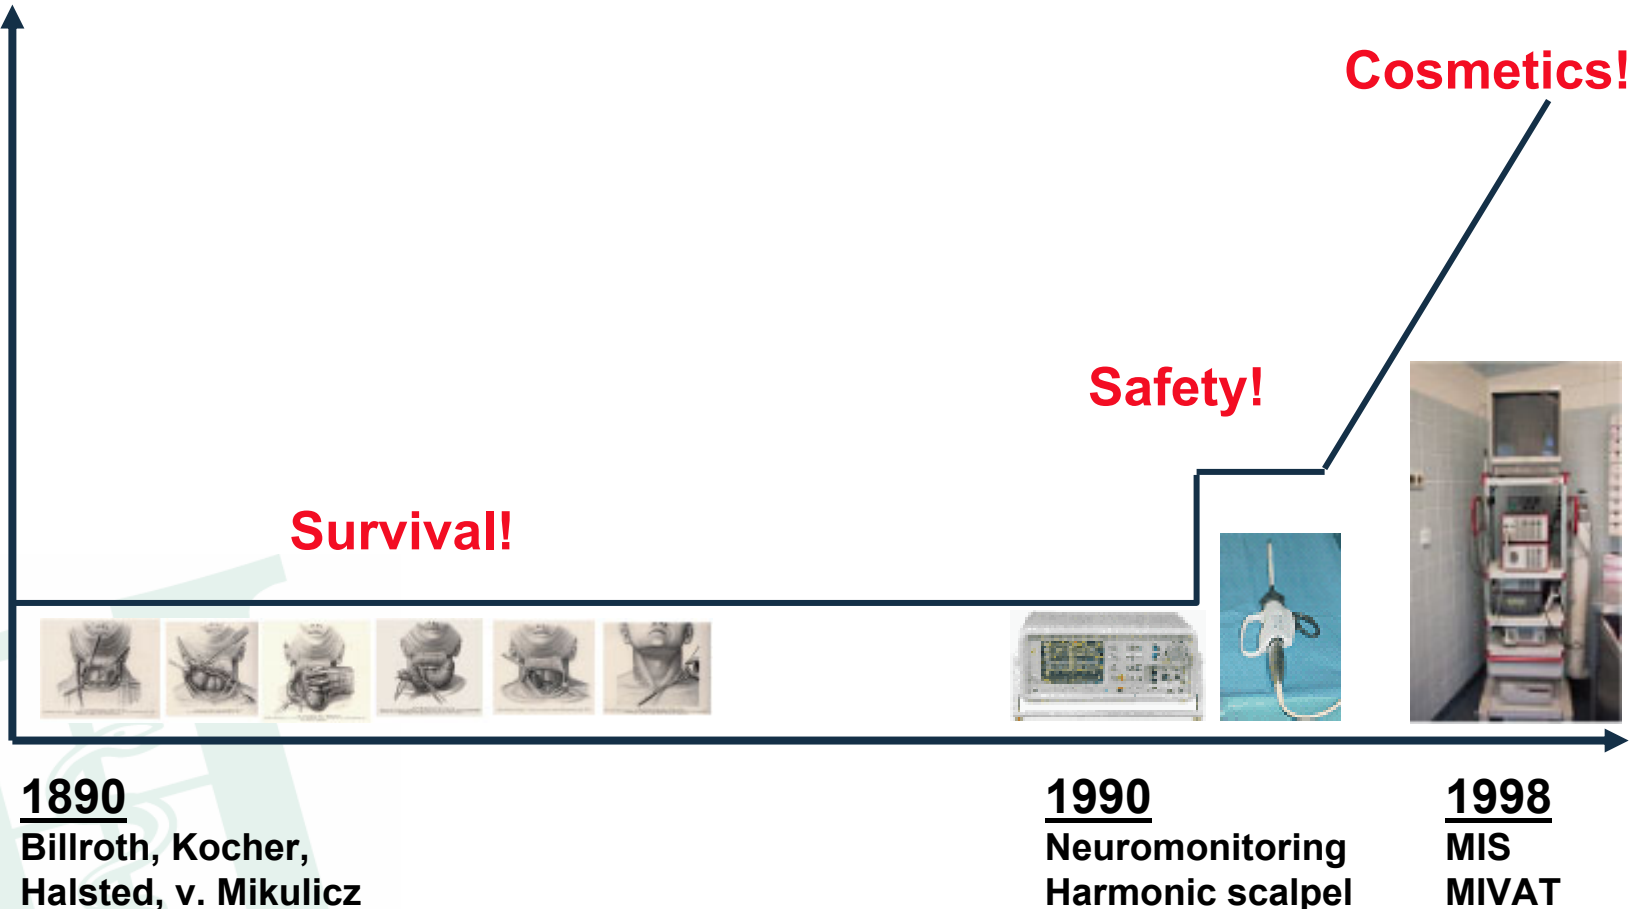 Cosmetics!
Safety!
Survival!
1890
Billroth, Kocher,
Halsted, v. Mikulicz
1990
Neuromonitoring
Harmonic scalpel
1998
MIS
MIVAT